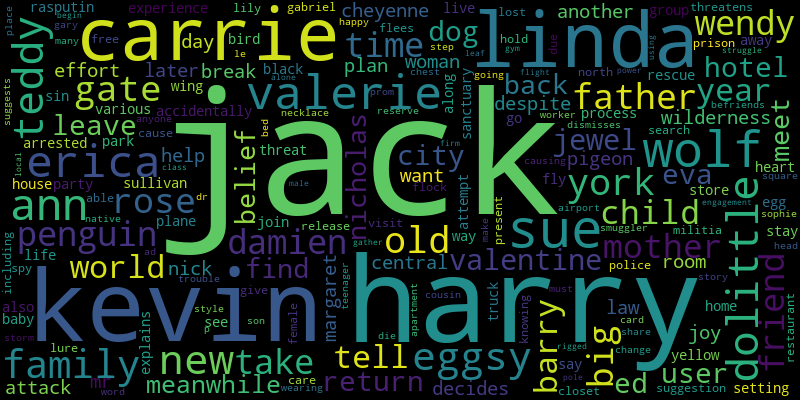 rasputin
cheyenne
live
lost
begin
gary
place
carrie
experience
lily
gabriel
happy
le
step
linda
another
group
threatens
due
wendy
many
free
day
bird
flees
hold
gym
leaf
using
prison
away
time
dog
woman
plan
teddy
effort
later
break
black
wing
alone
chest
going
flight
north
power
rescue
hotel
gate
sin
various
accidentally
valerie
prom
reserve
along
sanctuary
back
despite
befriends
struggle
father
year
suggests
leave
park
cause
anyone
necklace
worker
process
dismisses
wilderness
meet
arrested
threat
bed
belief
jack
firm
go
search
jewel
erica
help
class
local
nicholas
city
causing
pigeon
wolf
heart
house
party
sullivan
able
dr
want
flock
fly
eva
store
square
ann
rose
native
plane
male
attempt
york
child
egg
sophie
stay
join
release
visit
present
make
airport
engagement
smuggler
militia
head
penguin
ad
damien
old
way
sue
mother
dolittle
friend
including
world
nick
find
gather
central
valentine
room
police
life
spy
trouble
margaret
teenager
apartment
truck
knowing
kevin
harry
barry
law
home
story
restaurant
also
baby
explains
style
p
see
give
son
female
cousin
card
share
change
must
joy
yellow
storm
family
lure
new
take
tell
eggsy
die
rigged
big
say
user
attack
mr
word
meanwhile
care
wearing
return
decides
pole
closet
ed
suggestion
setting